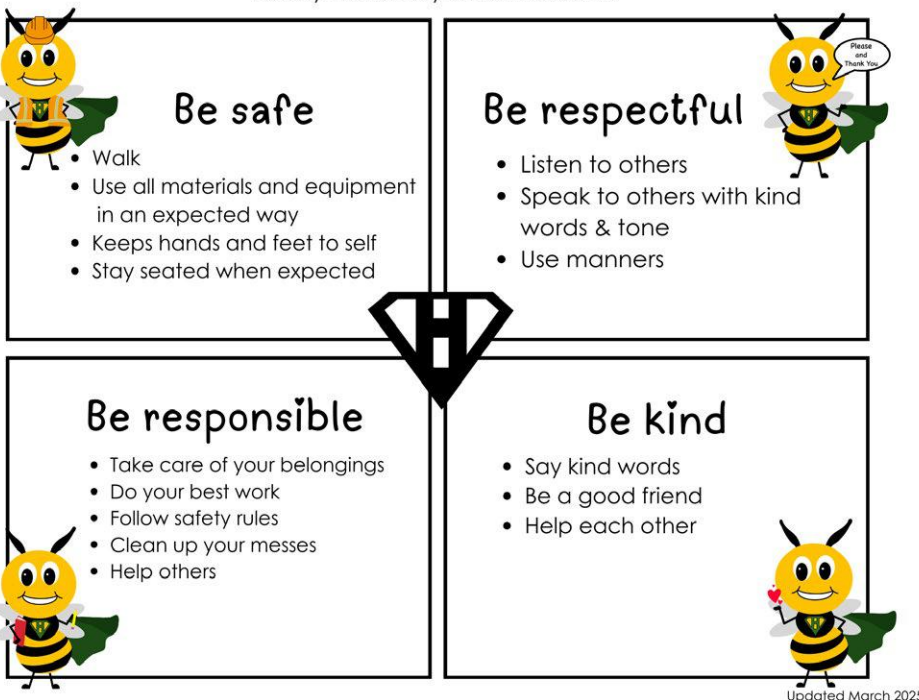 Please
and
Thank You
Be safe
• Walk
• Use all materials and equipment
in an expected way
• Keeps hands and feet to self
• Stay seated when expected
Be respectful
• Listen to others
• Speak to others with kind
words & tone
• Use manners
H
Be responsible
• Take care of your belongings
• Do your best work
• Follow safety rules
• Clean up your messes
• Help others
Be kind
• Say kind words
• Be a good friend
• Help each other
Updated March 2025